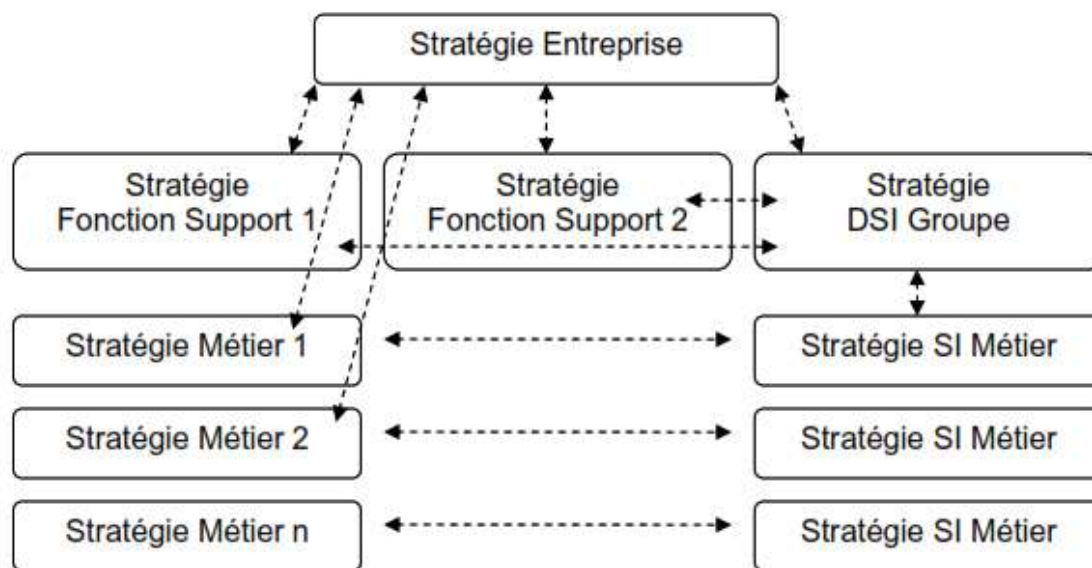 Stratégie Entreprise
Stratégie
Fonction Support 1
Stratégie
Fonction Support 2
Stratégie
DSI Groupe
Stratégie Métier 1
Stratégie SI Métier
Stratégie Métier 2
Stratégie SI Métier
Stratégie Métier n
Stratégie SI Métier